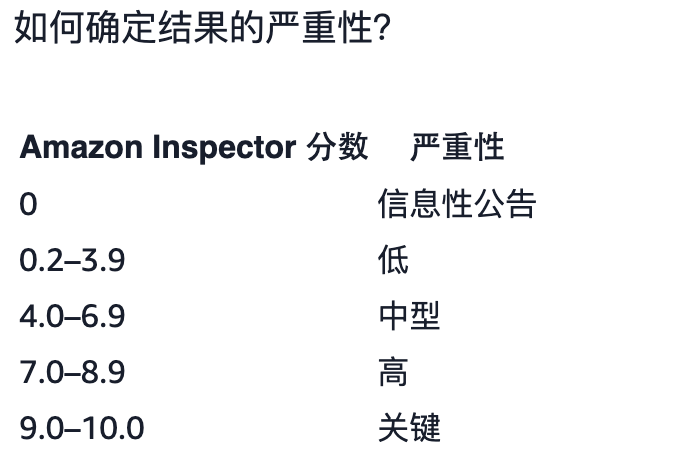 如何确定结果的严重性?
Amazon Inspector 分数 严重性
0 信息性公告
0.2–3.9 低
4.0–6.9 中型
7.0–8.9 高
9.0–10.0 关键